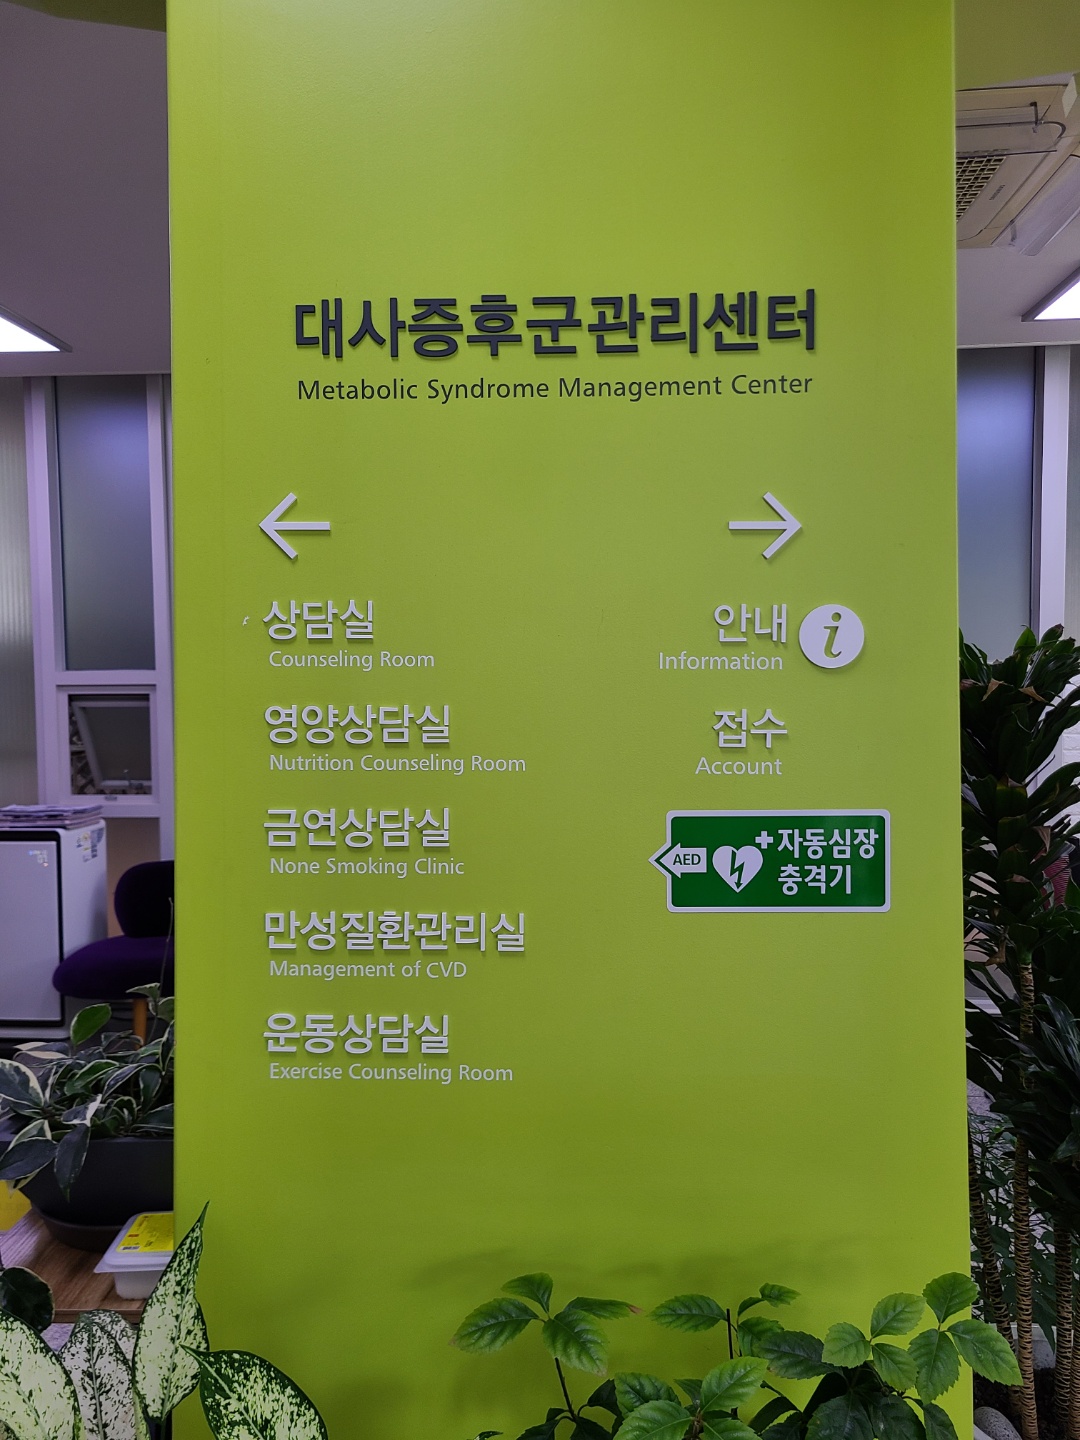 대사증후군관리센터
Metabolic Syndrome Management Center
상담실
Counseling Room
영양상담실
Nutrition Counseling Room
금연상담실
None Smoking Clinic
만성질환관리실
Management of CVD
운동상담실
Exercise Counseling Room
안내 i
Information
접수
Account
AED
자동심장
충격기